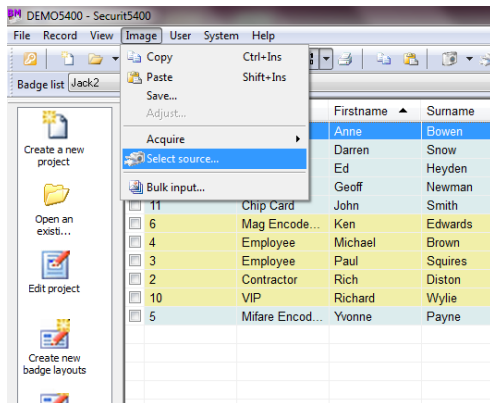 BM DEMO5400 - Securit5400
File Record View Image User System Help
Copy Ctrl+Ins
Paste Shift+Ins
Save...
Adjust...
Acquire
Select source...
Bulk input...
Badge list Jack2
Create a new
project
Open an
existi...
Edit project
Create new
badge layouts
Firstname Surname
Anne Bowen
Darren Snow
Ed Heyden
Geoff Newman
11 Chip Card John Smith
6 Mag Encode... Ken Edwards
4 Employee Michael Brown
3 Employee Paul Squires
2 Contractor Rich Diston
10 VIP Richard Wylie
5 Mifare Encod... Yvonne Payne